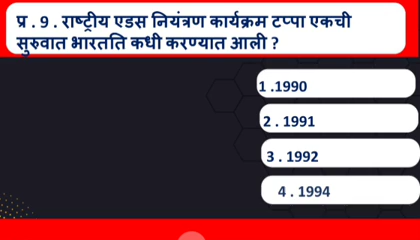 प्र . 9 . राष्ट्रीय एडस नियंत्रण कार्यक्रम टप्पा एकची
सुरुवात भारतति कधी करण्यात आली ?
1 .1990
2 . 1991
3 . 1992
4 . 1994